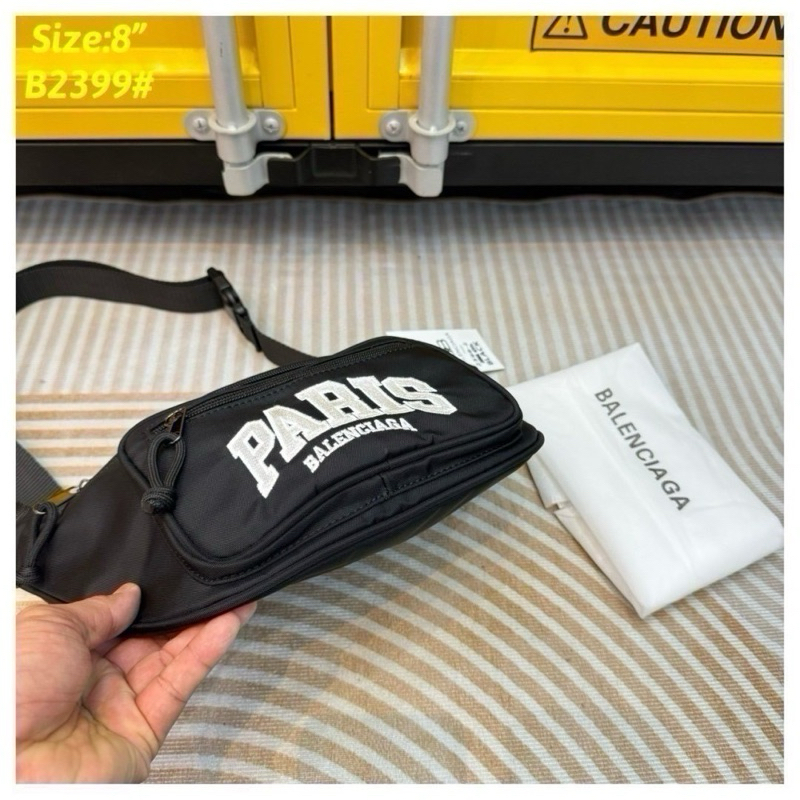 Size:8"
B2399#
CAUTION
PARIS
BALENCIAGA
BALENCIAGA